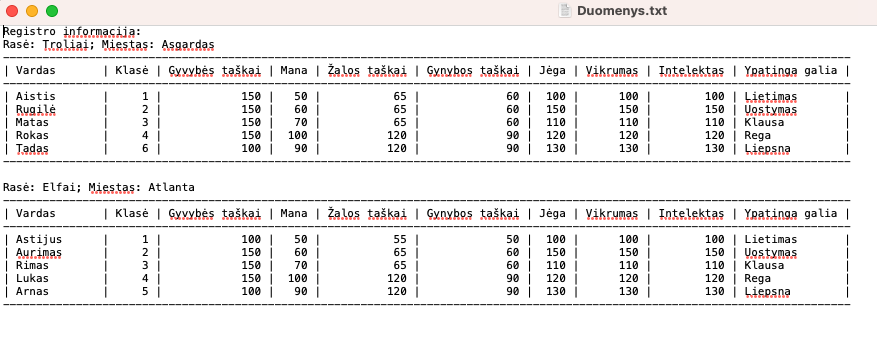 Duomenys.txt
Registro informacija:
Rasė: Troliai; Miestas: Asgardas
| Vardas | Klasė | Gyvybės taškai | Mana | Žalos taškai | Gynybos taškai | Jėga | Vikrumas | Intelektas | Ypatinga galia |
| Aistis | 1 | 150 | 50 | 65 | 60 | 100 | 100 | 100 | Lietimas |
| Rugilė | 2 | 150 | 60 | 65 | 60 | 150 | 150 | 150 | Uostymas |
| Matas | 3 | 150 | 70 | 65 | 60 | 110 | 110 | 110 | Klausa |
| Rokas | 4 | 150 | 100 | 120 | 90 | 120 | 120 | 120 | Rega |
| Tadas | 6 | 100 | 90 | 120 | 90 | 130 | 130 | 130 | Liepsna |
Rasė: Elfai; Miestas: Atlanta
| Vardas | Klasė | Gyvybės taškai | Mana | Žalos taškai | Gynybos taškai | Jėga | Vikrumas | Intelektas | Ypatinga galia |
| Astijus | 1 | 100 | 50 | 55 | 50 | 100 | 100 | 100 | Lietimas |
| Aurimas | 2 | 150 | 60 | 65 | 60 | 150 | 150 | 150 | Uostymas |
| Rimas | 3 | 150 | 70 | 65 | 60 | 110 | 110 | 110 | Klausa |
| Lukas | 4 | 150 | 100 | 120 | 90 | 120 | 120 | 120 | Rega |
| Arnas | 5 | 100 | 90 | 120 | 90 | 130 | 130 | 130 | Liepsna |